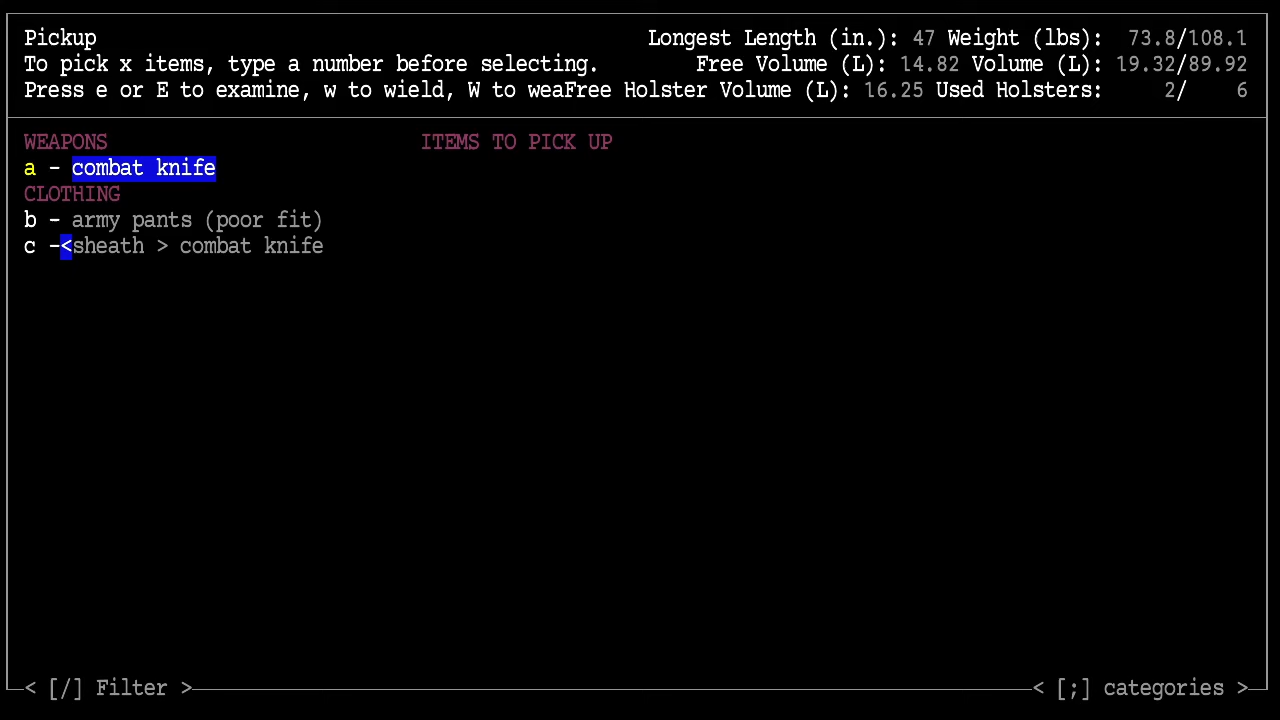 Pickup Longest Length (in.): 47 Weight (lbs): 73.8/108.1
To pick x items, type a number before selecting. Free Volume (L): 14.82 Volume (L): 19.32/89.92
Press e or E to examine, w to wield, W to weaFree Holster Volume (L): 16.25 Used Holsters: 2/ 6
WEAPONS ITEMS TO PICK UP
a - combat knife
CLOTHING
b - army pants (poor fit)
c -<sheath > combat knife
< [/] Filter > < [;] categories >